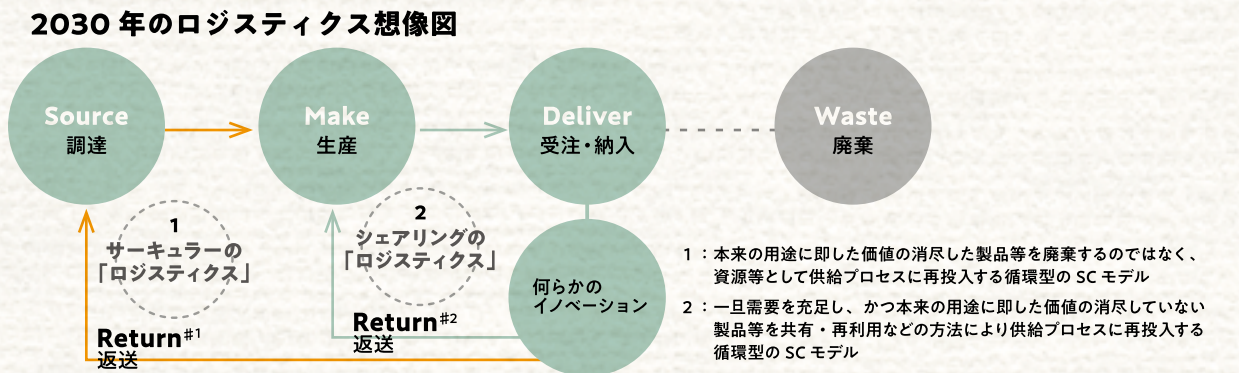 2030 年のロジスティクス想像図
Source
調達
Make
生産
Deliver
受注・納入
Waste
廃棄
1
サーキュラーの
「ロジスティクス」
2
シェアリングの
「ロジスティクス」
何らかの
イノベーション
Return♯1
返送
Return♯2
返送
1：本来の用途に即した価値の消尽した製品等を廃棄するのではなく、
資源等として供給プロセスに再投入する循環型の SC モデル
2：一旦需要を充足し、かつ本来の用途に即した価値の消尽していない
製品等を共有・再利用などの方法により供給プロセスに再投入する
循環型の SC モデル